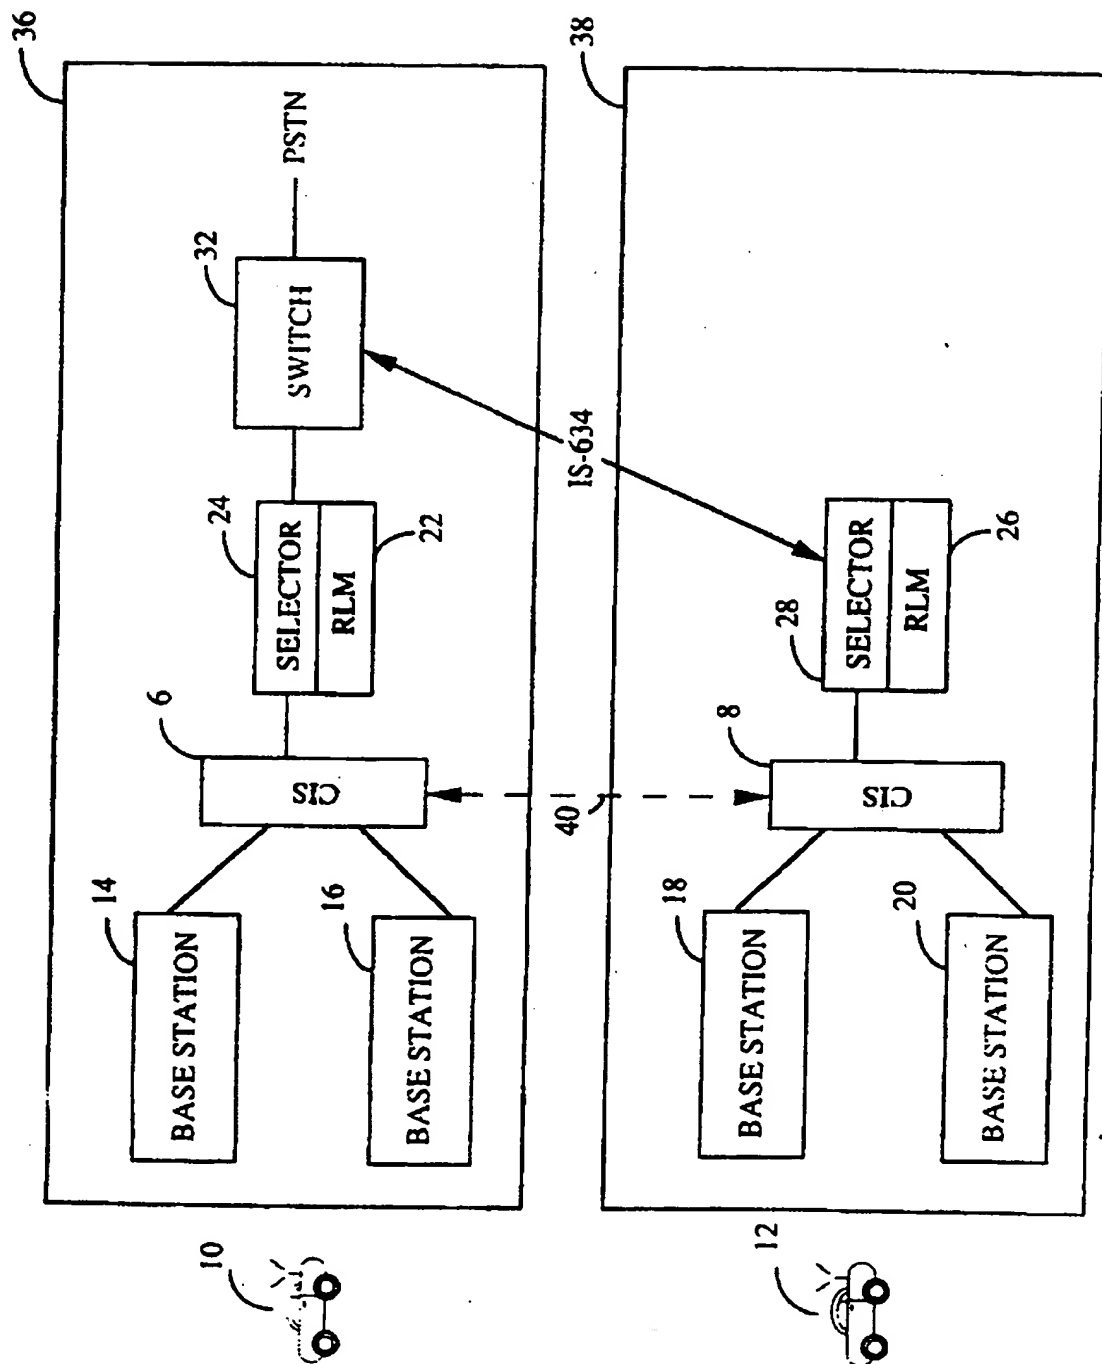 36
PSTN
32
SWITCH
24
SELECTOR
RLM
22
6
CIS
14
BASE STATION
16
BASE STATION
10
IS-634
40
38
28
SELECTOR
RLM
26
8
CIS
18
BASE STATION
20
BASE STATION
12